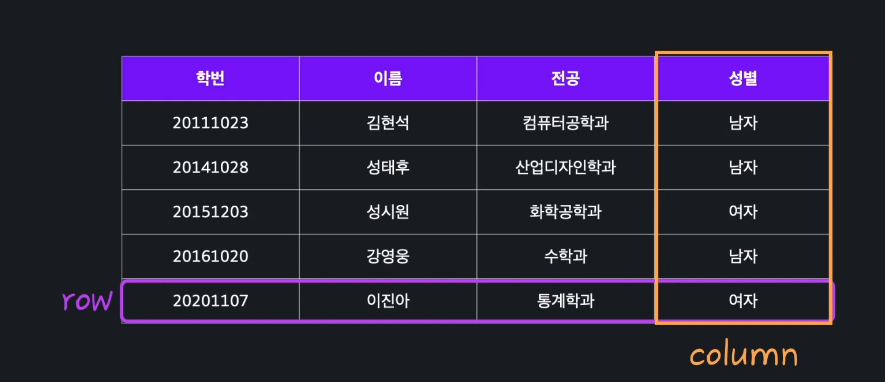 학번 이름 전공 성별
20111023 김현석 컴퓨터공학과 남자
20141028 성태후 산업디자인학과 남자
20151203 성시원 화학공학과 여자
20161020 강영웅 수학과 남자
row 20201107 이진아 통계학과 여자
column